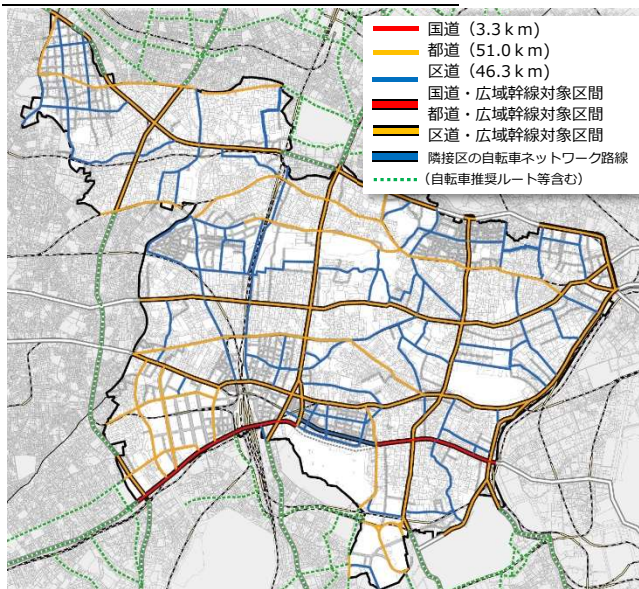 国道（3.3ｋｍ）
都道（51.0ｋｍ）
区道（46.3ｋｍ）
国道・広域幹線対象区間
都道・広域幹線対象区間
区道・広域幹線対象区間
隣接区の自転車ネットワーク路線
（自転車推奨ルート等含む）